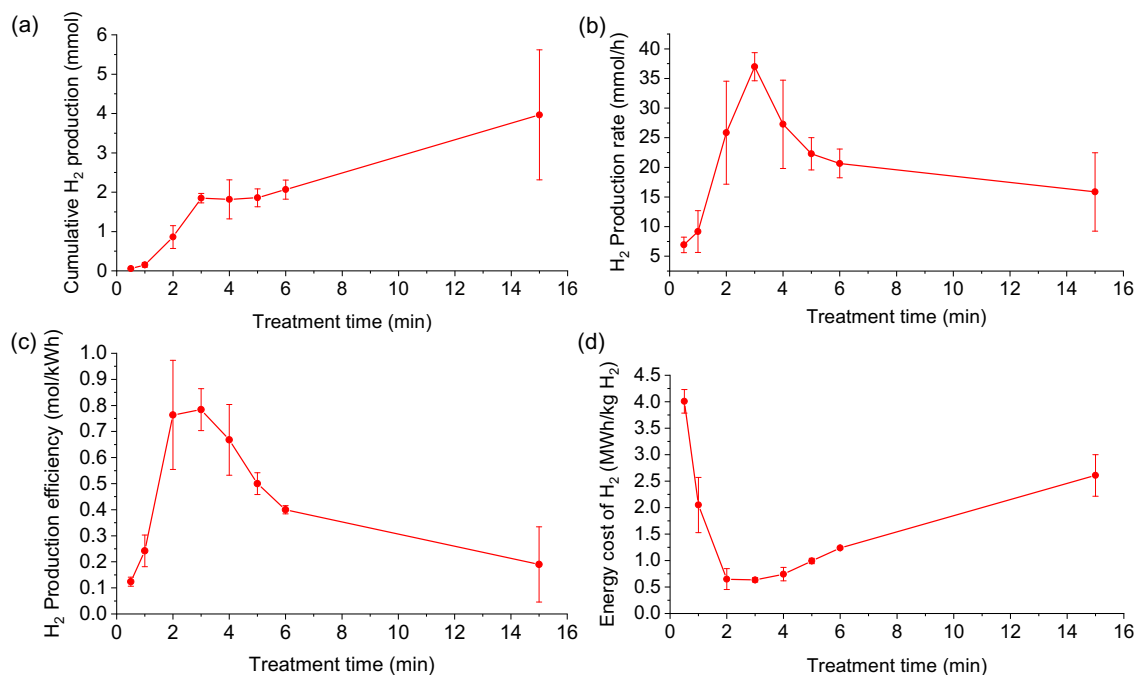 (a)
Cumulative H2 production (mmol)
6
5
4
3
2
1
0
0 2 4 6 8 10 12 14 16
Treatment time (min)
(b)
H2 Production rate (mmol/h)
40
35
30
25
20
15
10
5
0 2 4 6 8 10 12 14 16
Treatment time (min)
(c)
H2 Production efficiency (mol/kWh)
1.0
0.9
0.8
0.7
0.6
0.5
0.4
0.3
0.2
0.1
0.0
0 2 4 6 8 10 12 14 16
Treatment time (min)
(d)
Energy cost of H2 (MWh/kg H2)
4.5
4.0
3.5
3.0
2.5
2.0
1.5
1.0
0.5
0.0
0 2 4 6 8 10 12 14 16
Treatment time (min)